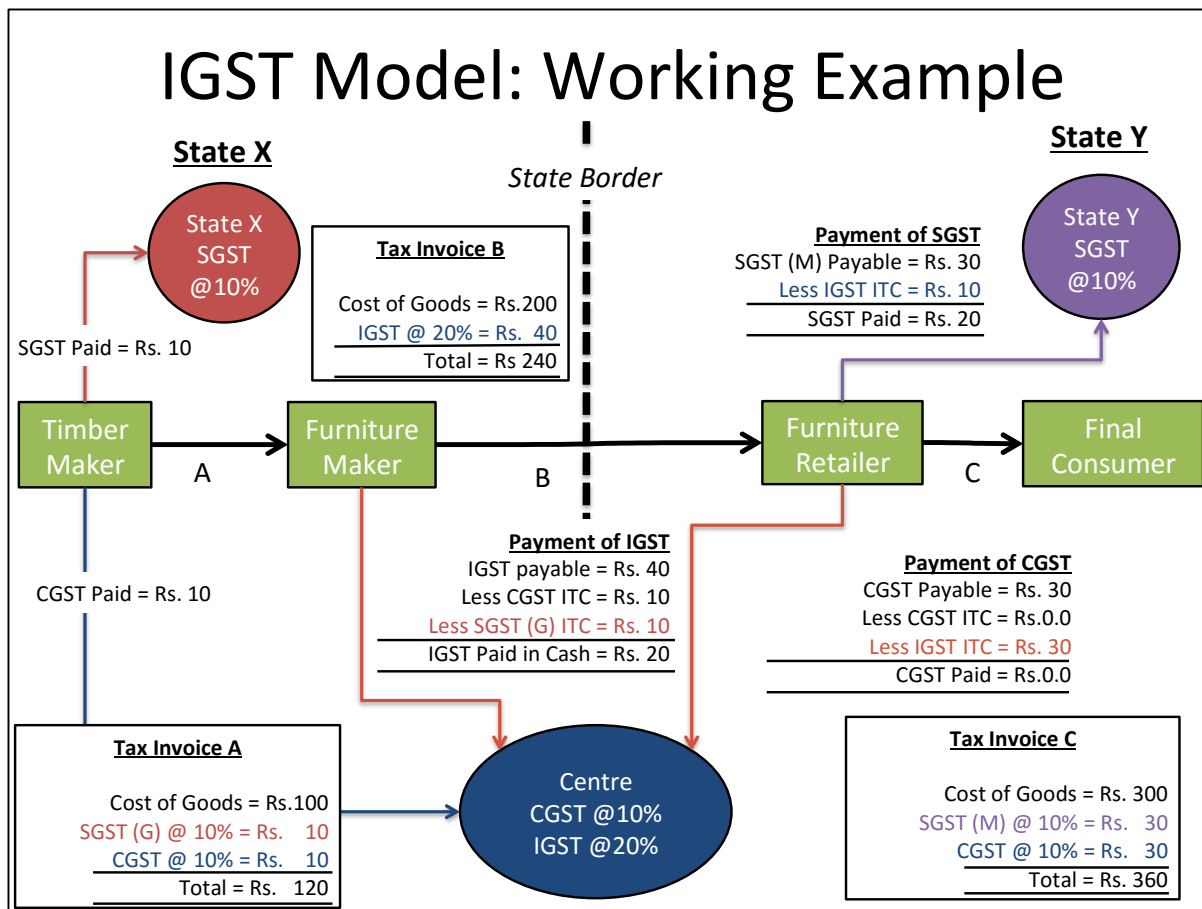 IGST Model: Working Example
State X
State Border
State Y
State X
SGST
@10%
Tax Invoice B
Cost of Goods = Rs.200
IGST @ 20% = Rs. 40
Total = Rs 240
Payment of SGST
SGST (M) Payable = Rs. 30
Less IGST ITC = Rs. 10
SGST Paid = Rs. 20
State Y
SGST
@10%
SGST Paid = Rs. 10
Timber
Maker
A
Furniture
Maker
B
Furniture
Retailer
C
Final
Consumer
CGST Paid = Rs. 10
Payment of IGST
IGST payable = Rs. 40
Less CGST ITC = Rs. 10
Less SGST (G) ITC = Rs. 10
IGST Paid in Cash = Rs. 20
Payment of CGST
CGST Payable = Rs. 30
Less CGST ITC = Rs.0.0
Less IGST ITC = Rs. 30
CGST Paid = Rs.0.0
Tax Invoice A
Cost of Goods = Rs.100
SGST (G) @ 10% = Rs. 10
CGST @ 10% = Rs. 10
Total = Rs. 120
Centre
CGST @10%
IGST @20%
Tax Invoice C
Cost of Goods = Rs. 300
SGST (M) @ 10% = Rs. 30
CGST @ 10% = Rs. 30
Total = Rs. 360